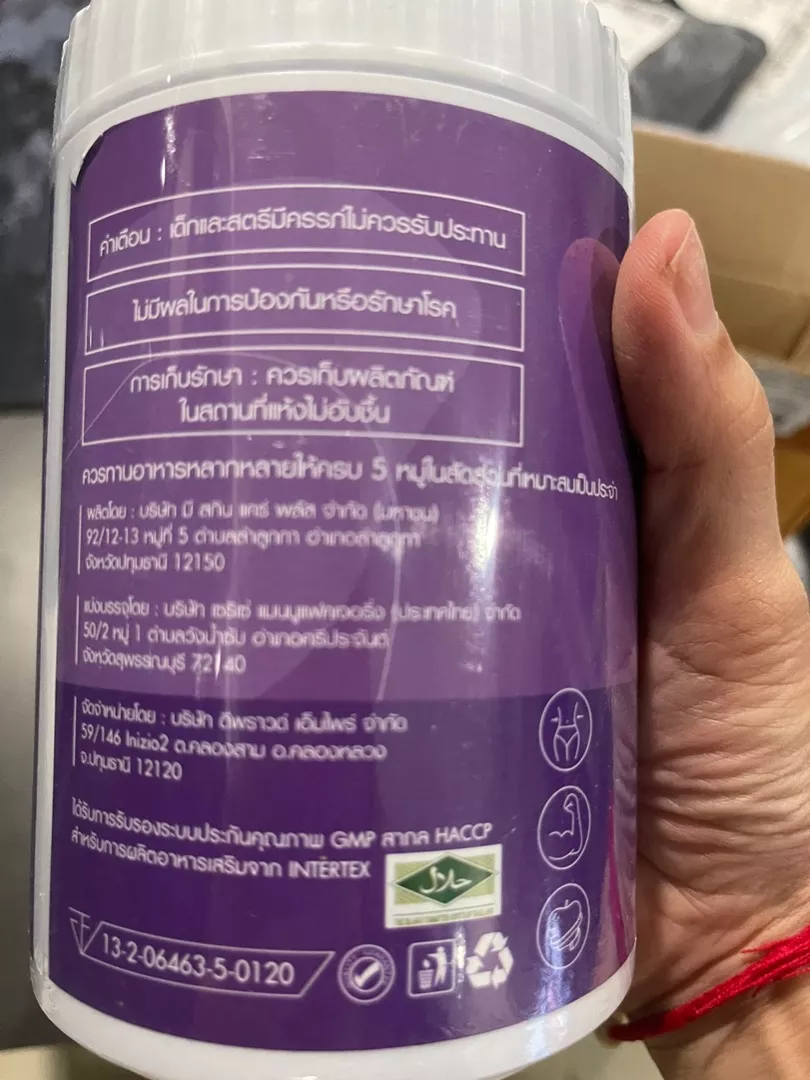 คำเตือน : เด็กและสตรีมีครรภ์ไม่ควรรับประทาน
ไม่มีผลในการป้องกันหรือรักษาโรค
การเก็บรักษา : ควรเก็บผลิตภัณฑ์
ในสถานที่แห้งไม่อับชื้น
ควรทานอาหารหลากหลายให้ครบ 5 หมู่ในสัดส่วนที่เหมาะสมเป็นประจำ
ผลิตโดย : บริษัท มี สกิน แคร์ พลัส จำกัด (มหาชน)
92/12-13 หมู่ที่ 5 ตำบลลำลูกกา อำเภอลำลูกกา
จังหวัดปทุมธานี 12150
แบ่งบรรจุโดย : บริษัท เซริเซ่ แมนนูแฟคเจอริ่ง (ประเทศไทย) จำกัด
50/2 หมู่ 1 ตำบลวังน้ำซับ อำเภอศรีประจันต์
จังหวัดสุพรรณบุรี 72140
จัดจำหน่ายโดย : บริษัท ดีพราวด์ เอ็มไพร์ จำกัด
59/146 Inizio2 ต.คลองสาม อ.คลองหลวง
จ.ปทุมธานี 12120
ได้รับการรับรองระบบประกันคุณภาพ GMP สากล HACCP
สำหรับการผลิตอาหารเสริมจาก INTERTEX
حلال
13-2-06463-5-0120